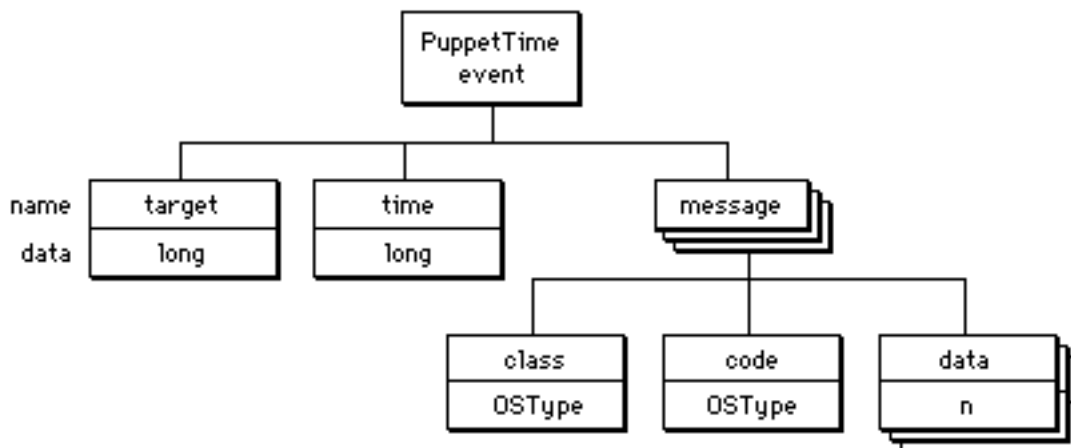 PuppetTime
event
name target time message
data long long
class code data
OSType OSType n